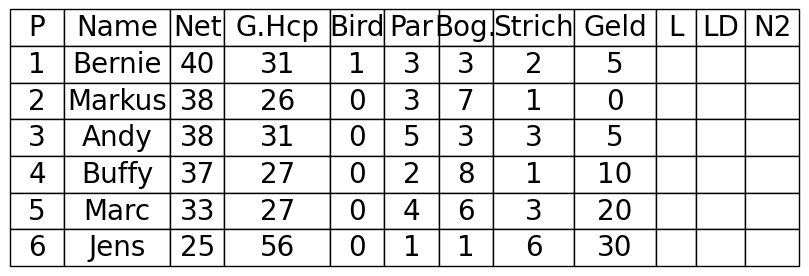 P Name Net G.Hcp Bird Par Bog. Strich Geld L LD N2
1 Bernie 40 31 1 3 3 2 5
2 Markus 38 26 0 3 7 1 0
3 Andy 38 31 0 5 3 3 5
4 Buffy 37 27 0 2 8 1 10
5 Marc 33 27 0 4 6 3 20
6 Jens 25 56 0 1 1 6 30